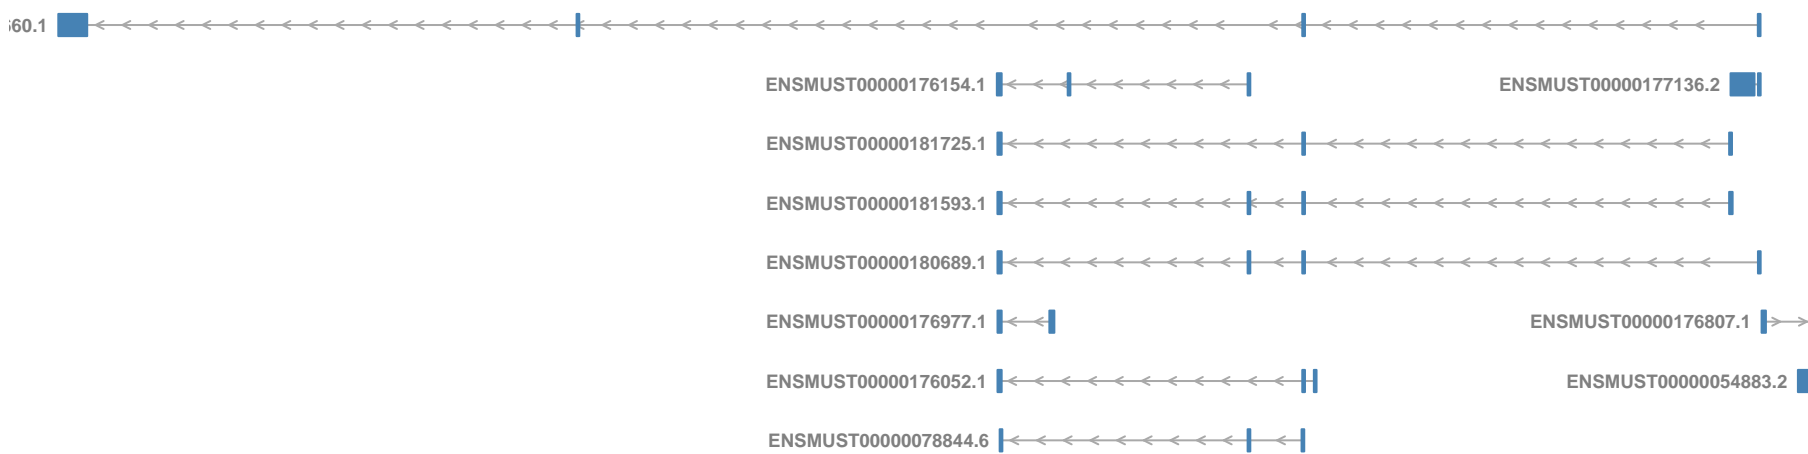 660.1
ENSMUST00000176154.1 ENSMUST00000177136.2
ENSMUST00000181725.1
ENSMUST00000181593.1
ENSMUST00000180689.1
ENSMUST00000176977.1 ENSMUST00000176807.1
ENSMUST00000176052.1 ENSMUST00000054883.2
ENSMUST00000078844.6